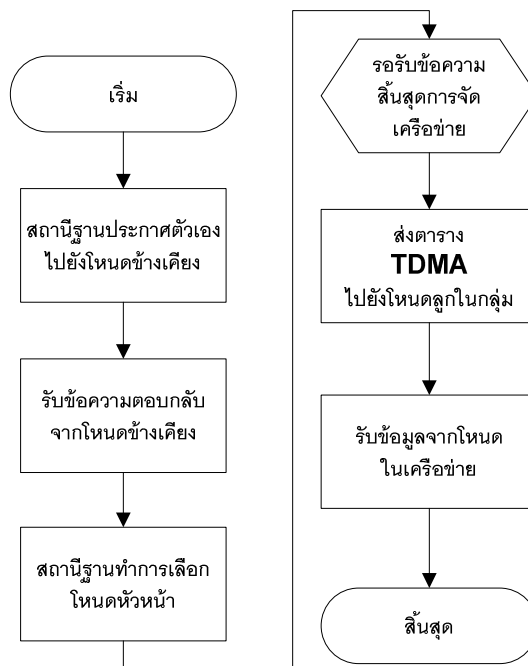 เริ่ม
สถานีฐานประกาศตัวเอง
ไปยังโหนดข้างเคียง
รับข้อความตอบกลับ
จากโหนดข้างเคียง
สถานีฐานทำการเลือก
โหนดหัวหน้า
รอรับข้อความ
สิ้นสุดการจัด
เครือข่าย
ส่งตาราง
TDMA
ไปยังโหนดลูกในกลุ่ม
รับข้อมูลจากโหนด
ในเครือข่าย
สิ้นสุด